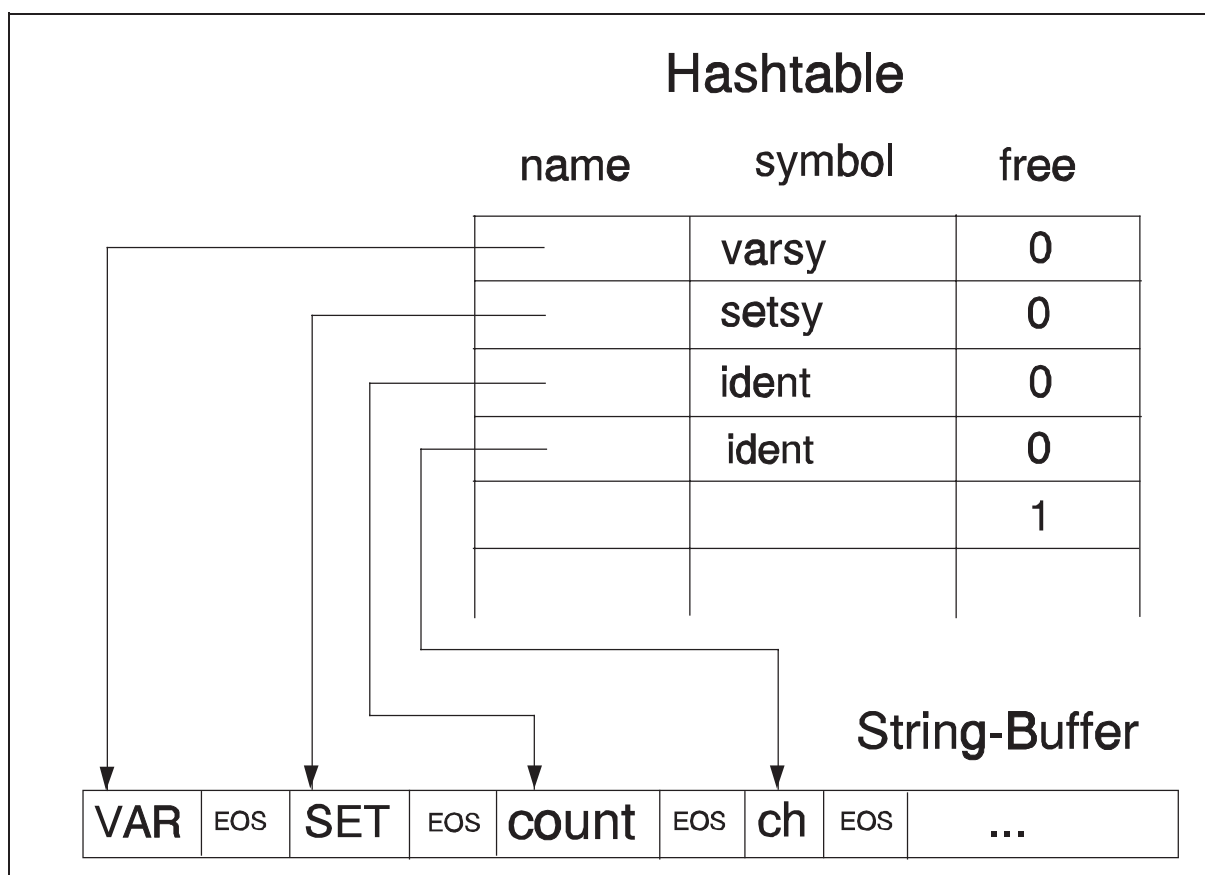 Hashtable
name symbol free
varsy 0
setsy 0
ident 0
ident 0
1
String-Buffer
VAR EOS SET EOS count EOS ch EOS ...